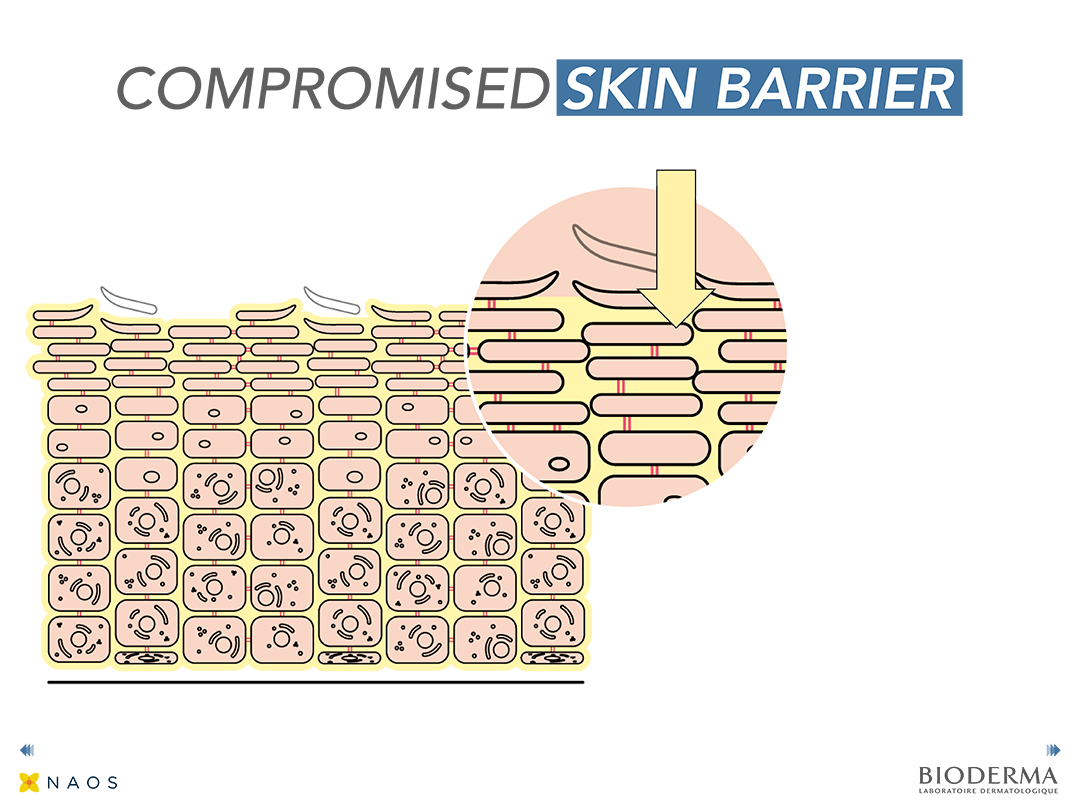 COMPROMISED SKIN BARRIER
NAOS
BIODERMA
LABORATOIRE DERMATOLOGIQUE